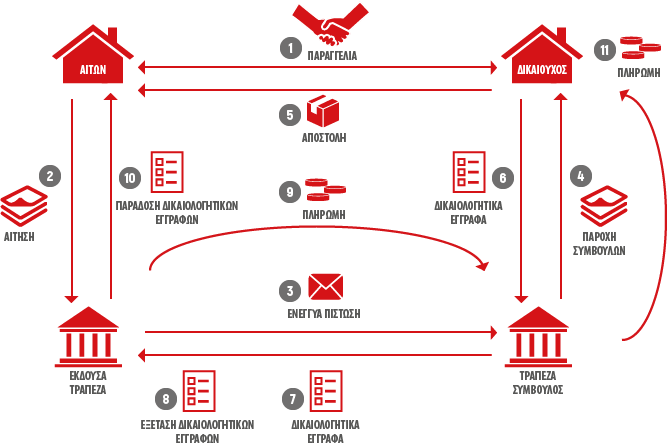 1
ΠΑΡΑΓΓΕΛΙΑ
ΑΙΤΩΝ
ΔΙΚΑΙΟΥΧΟΣ
11
ΠΛΗΡΩΜΗ
5
ΑΠΟΣΤΟΛΗ
2
ΑΙΤΗΣΗ
10
ΠΑΡΑΔΟΣΗ ΔΙΚΑΙΟΛΟΓΗΤΙΚΩΝ
ΕΓΓΡΑΦΩΝ
9
ΠΛΗΡΩΜΗ
6
ΔΙΚΑΙΟΛΟΓΗΤΙΚΑ
ΕΓΓΡΑΦΑ
4
ΠΑΡΟΧΗ
ΣΥΜΒΟΥΛΩΝ
3
ΕΝΕΓΓΥΑ ΠΙΣΤΩΣΗ
ΕΚΔΟΥΣΑ
ΤΡΑΠΕΖΑ
ΤΡΑΠΕΖΑ
ΣΥΜΒΟΥΛΟΣ
8
ΕΞΕΤΑΣΗ ΔΙΚΑΙΟΛΟΓΗΤΙΚΩΝ
ΕΓΓΡΑΦΩΝ
7
ΔΙΚΑΙΟΛΟΓΗΤΙΚΑ
ΕΓΓΡΑΦΑ